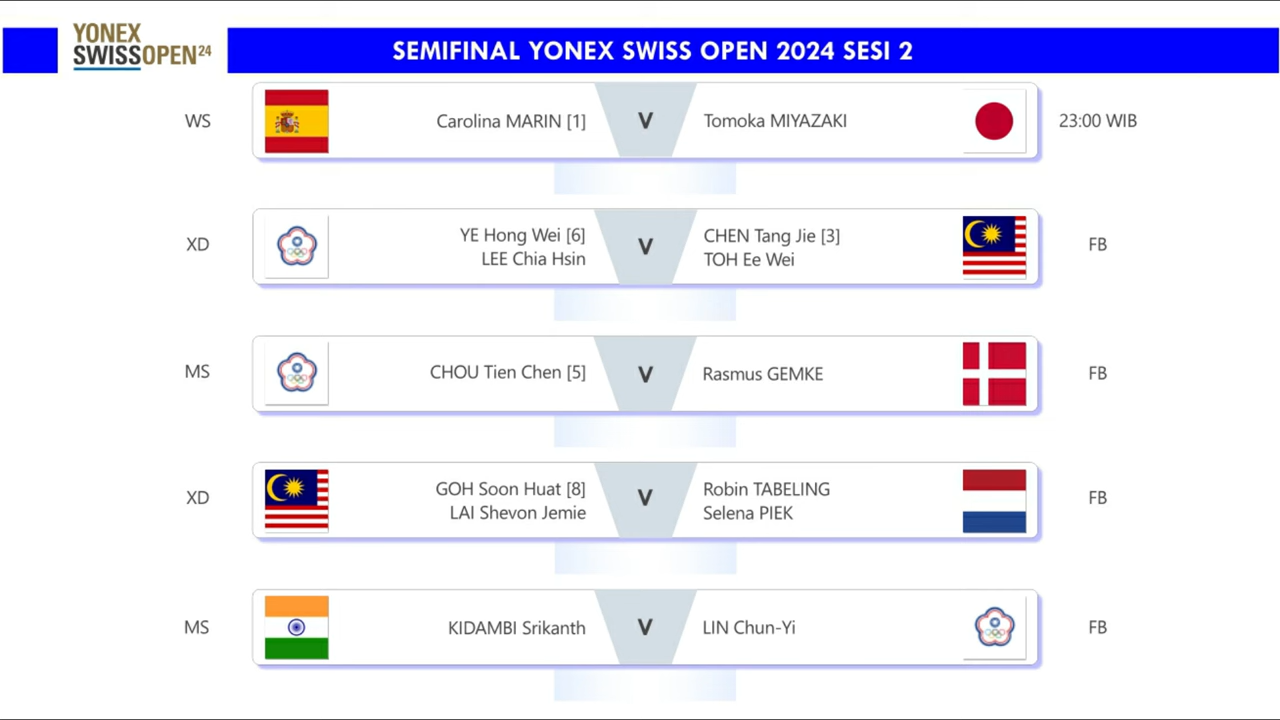 YONEX
SWISSOPEN24
SEMIFINAL YONEX SWISS OPEN 2024 SESI 2
WS
Carolina MARIN [1]
V
Tomoka MIYAZAKI
23:00 WIB
XD
YE Hong Wei [6]
LEE Chia Hsin
V
CHEN Tang Jie [3]
TOH Ee Wei
FB
MS
CHOU Tien Chen [5]
V
Rasmus GEMKE
FB
XD
GOH Soon Huat [8]
LAI Shevon Jemie
V
Robin TABELING
Selena PIEK
FB
MS
KIDAMBI Srikanth
V
LIN Chun-Yi
FB